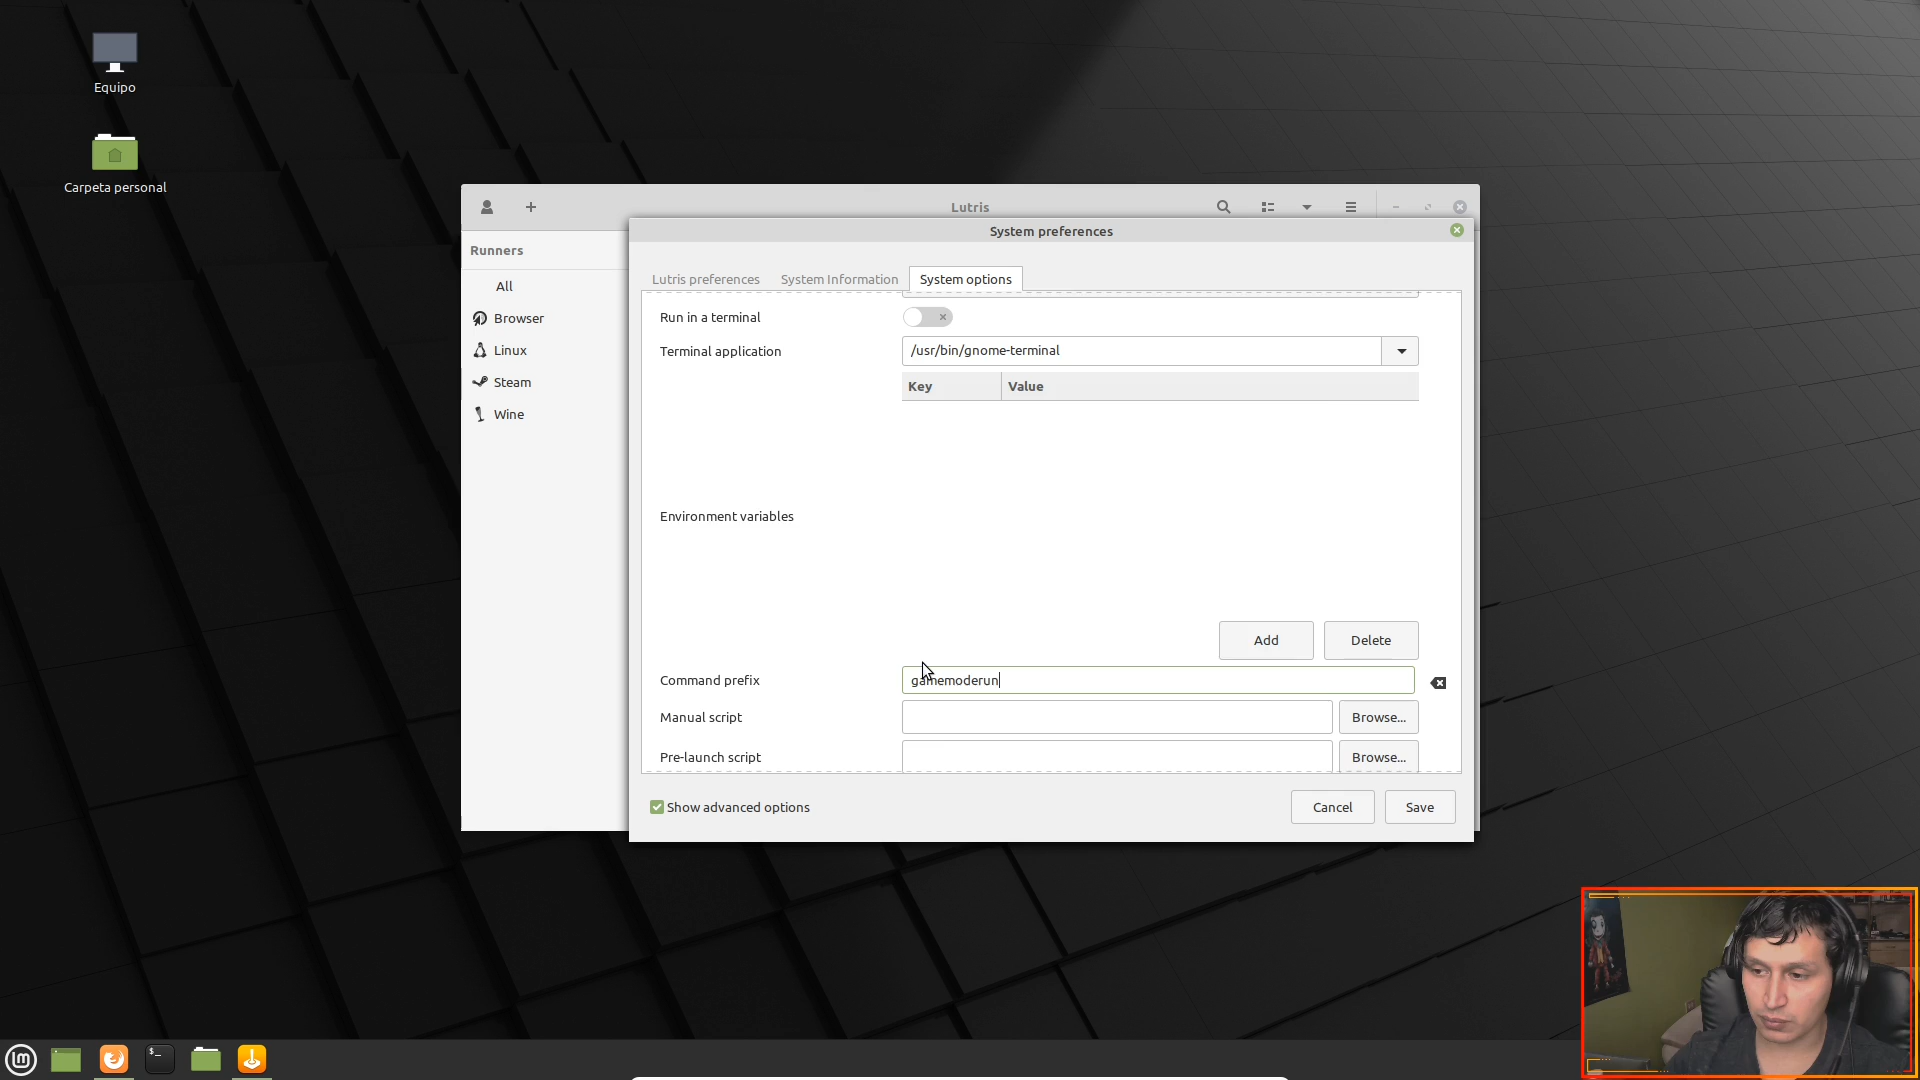 Equipo
Carpeta personal
Lutris
Runners
All
Browser
Linux
Steam
Wine
System preferences
Lutris preferences
System Information
System options
Run in a terminal
Terminal application
/usr/bin/gnome-terminal
Key
Value
Environment variables
Add
Delete
Command prefix
gamemoderun
Manual script
Browse...
Pre-launch script
Browse...
Show advanced options
Cancel
Save
$_